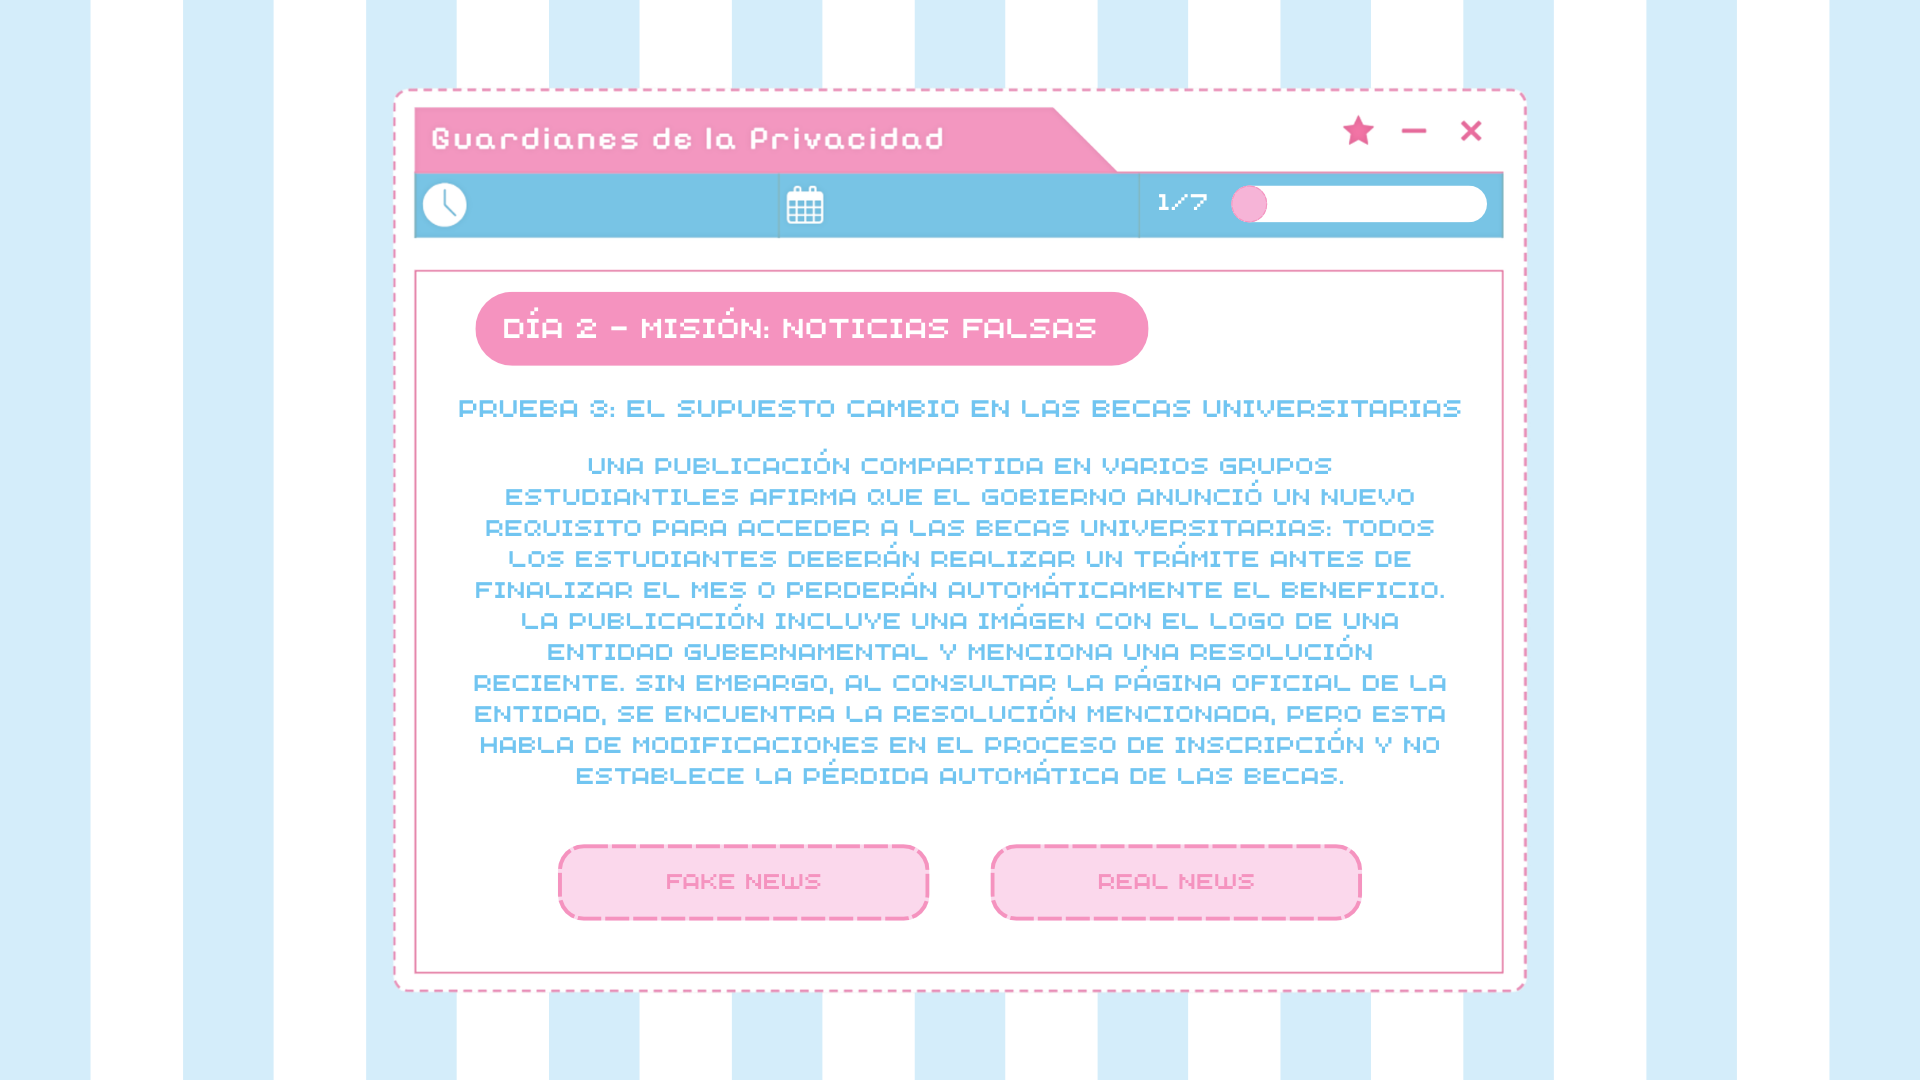 Guardianes de la Privacidad
1/7
DÍA 2 - MISIÓN: NOTICIAS FALSAS
PRUEBA 3: EL SUPUESTO CAMBIO EN LAS BECAS UNIVERSITARIAS
UNA PUBLICACIÓN COMPARTIDA EN VARIOS GRUPOS
ESTUDIANTILES AFIRMA QUE EL GOBIERNO ANUNCIÓ UN NUEVO
REQUISITO PARA ACCEDER A LAS BECAS UNIVERSITARIAS: TODOS
LOS ESTUDIANTES DEBERÁN REALIZAR UN TRÁMITE ANTES DE
FINALIZAR EL MES O PERDERÁN AUTOMÁTICAMENTE EL BENEFICIO.
LA PUBLICACIÓN INCLUYE UNA IMÁGEN CON EL LOGO DE UNA
ENTIDAD GUBERNAMENTAL Y MENCIONA UNA RESOLUCIÓN
RECIENTE. SIN EMBARGO, AL CONSULTAR LA PÁGINA OFICIAL DE LA
ENTIDAD, SE ENCUENTRA LA RESOLUCIÓN MENCIONADA, PERO ESTA
HABLA DE MODIFICACIONES EN EL PROCESO DE INSCRIPCIÓN Y NO
ESTABLECE LA PÉRDIDA AUTOMÁTICA DE LAS BECAS.
FAKE NEWS
REAL NEWS